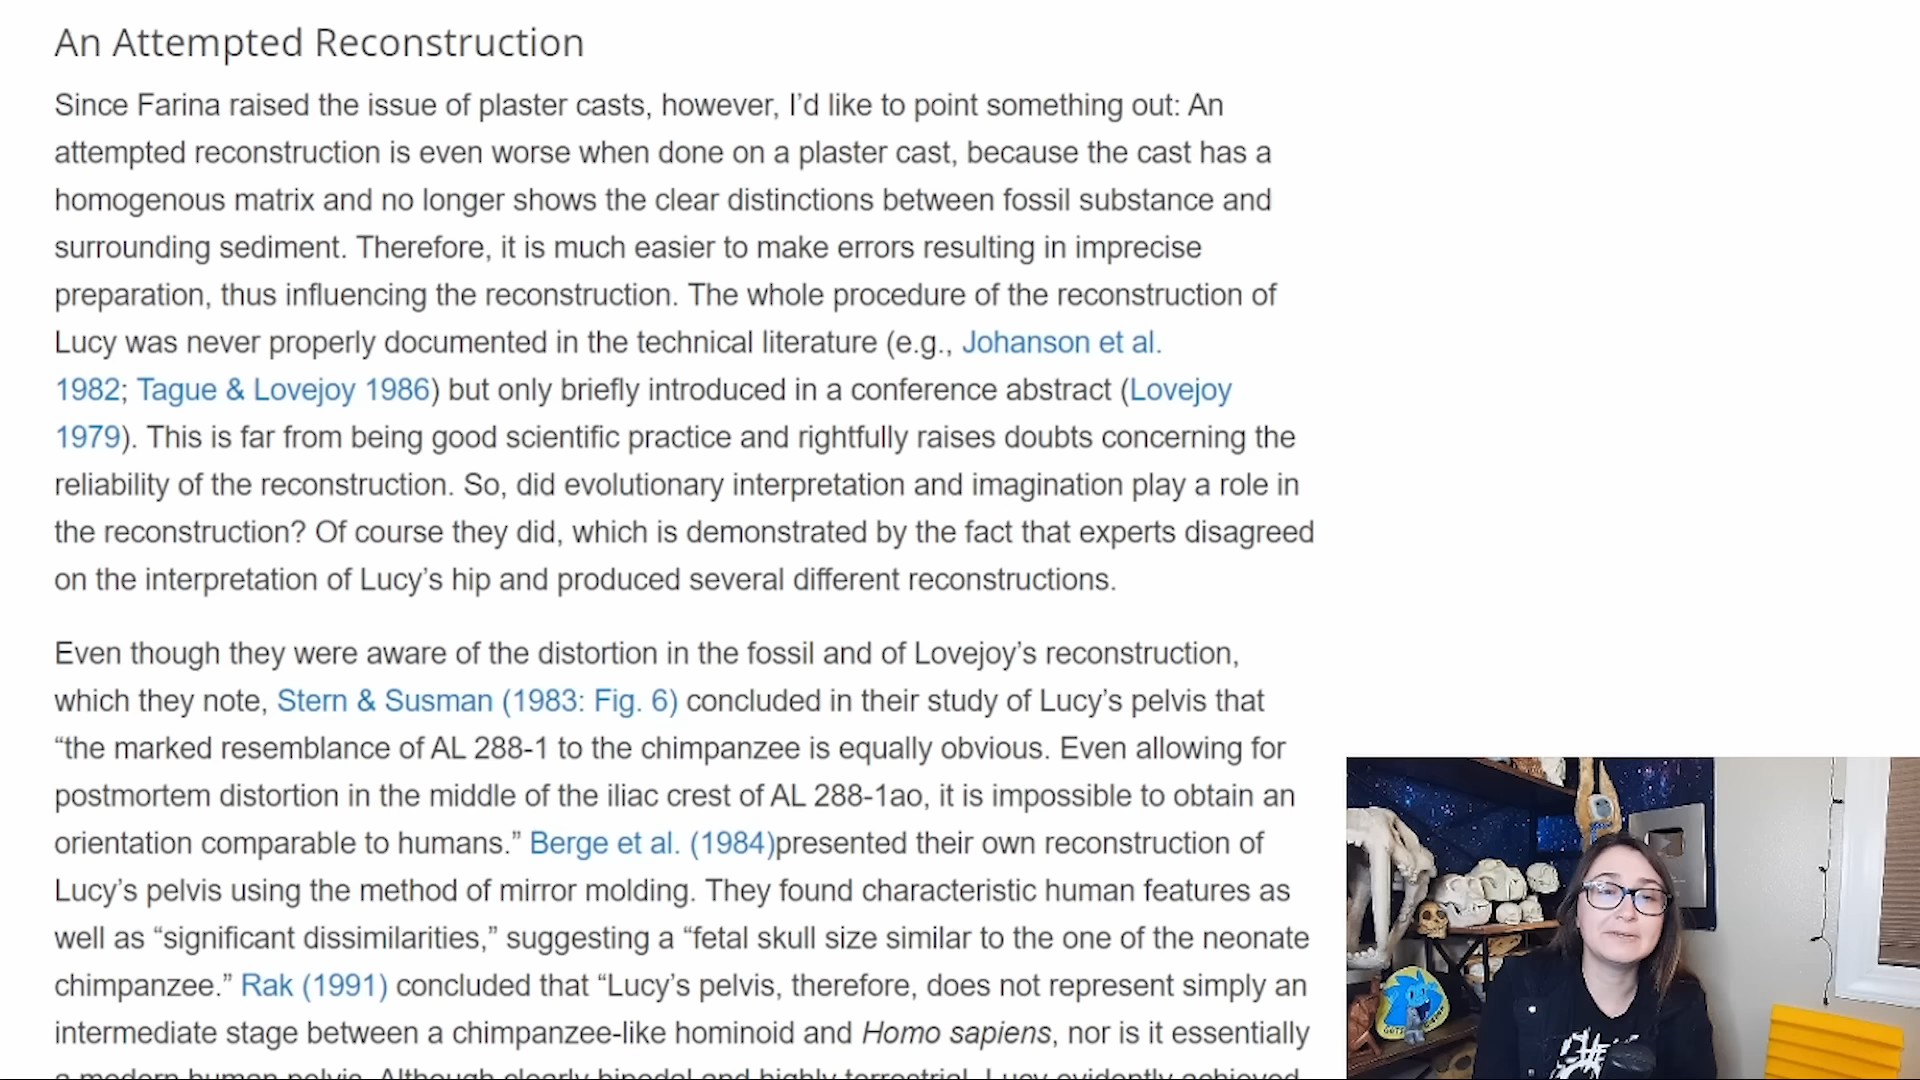 An Attempted Reconstruction
Since Farina raised the issue of plaster casts, however, I’d like to point something out: An
attempted reconstruction is even worse when done on a plaster cast, because the cast has a
homogenous matrix and no longer shows the clear distinctions between fossil substance and
surrounding sediment. Therefore, it is much easier to make errors resulting in imprecise
preparation, thus influencing the reconstruction. The whole procedure of the reconstruction of
Lucy was never properly documented in the technical literature (e.g., Johanson et al.
1982; Tague & Lovejoy 1986) but only briefly introduced in a conference abstract (Lovejoy
1979). This is far from being good scientific practice and rightfully raises doubts concerning the
reliability of the reconstruction. So, did evolutionary interpretation and imagination play a role in
the reconstruction? Of course they did, which is demonstrated by the fact that experts disagreed
on the interpretation of Lucy’s hip and produced several different reconstructions.
Even though they were aware of the distortion in the fossil and of Lovejoy’s reconstruction,
which they note, Stern & Susman (1983: Fig. 6) concluded in their study of Lucy’s pelvis that
“the marked resemblance of AL 288-1 to the chimpanzee is equally obvious. Even allowing for
postmortem distortion in the middle of the iliac crest of AL 288-1ao, it is impossible to obtain an
orientation comparable to humans.” Berge et al. (1984)presented their own reconstruction of
Lucy’s pelvis using the method of mirror molding. They found characteristic human features as
well as “significant dissimilarities,” suggesting a “fetal skull size similar to the one of the neonate
chimpanzee.” Rak (1991) concluded that “Lucy’s pelvis, therefore, does not represent simply an
intermediate stage between a chimpanzee-like hominoid and Homo sapiens, nor is it essentially
a modern human pelvis. Although clearly bipedal and highly terrestrial, Lucy evidently achieved